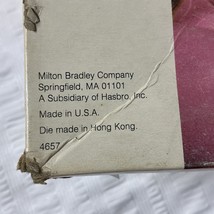 Milton Bradley Company
Springfield, MA 01101
A Subsidiary of Hasbro, Inc.
Made in U.S.A.
Die made in Hong Kong.
4657